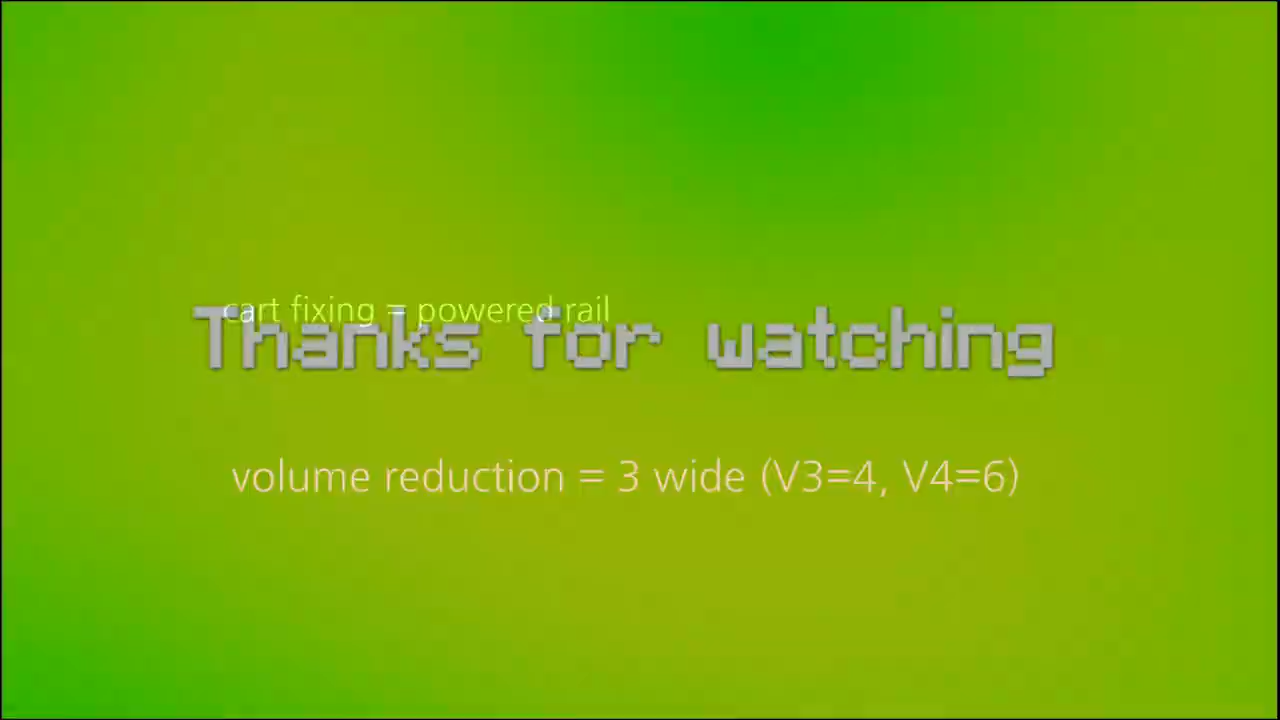 cart fixing = powered rail
Thanks for watching
volume reduction = 3 wide (V3=4, V4=6)